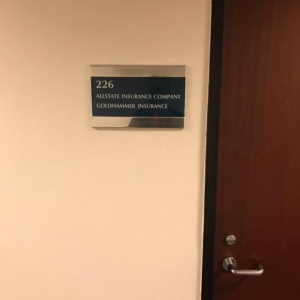 226
ALLSTATE INSURANCE COMPANY
GOLDHAMMER INSURANCE